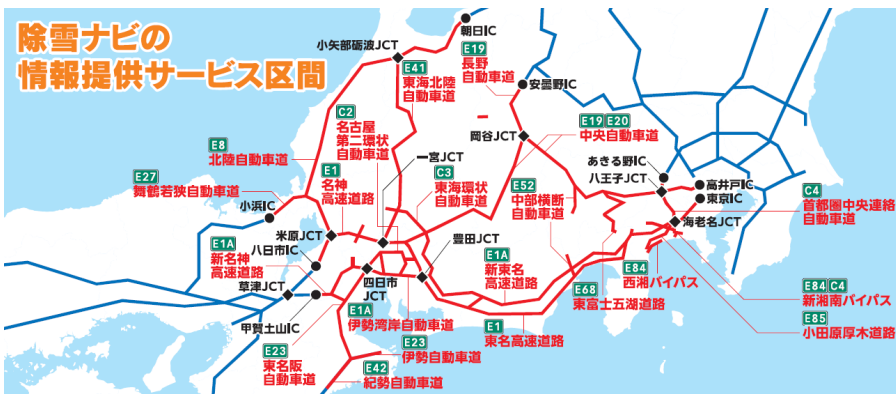 除雪ナビの
情報提供サービス区間
朝日IC
小矢部砺波JCT
E19
長野
自動車道
E41
東海北陸
自動車道
安曇野IC
C2
名古屋
第二環状
自動車道
E19 E20
中央自動車道
岡谷JCT
E8
北陸自動車道
一宮JCT
あきる野IC
八王子JCT
高井戸IC
東京IC
E27
舞鶴若狭自動車道
E1
名神
高速道路
C3
東海環状
自動車道
E52
中部横断
自動車道
C4
首都圏中央連絡
自動車道
小浜IC
海老名JCT
米原JCT
八日市IC
豊田JCT
E1A
新名神
高速道路
E1A
新東名
高速道路
E84
西湘バイパス
草津JCT
四日市
JCT
E68
東富士五湖道路
E84 C4
新湘南バイパス
甲賀土山IC
E1A
伊勢湾岸自動車道
E1
東名高速道路
E85
小田原厚木道路
E23
東名阪
自動車道
E23
伊勢自動車道
E42
紀勢自動車道